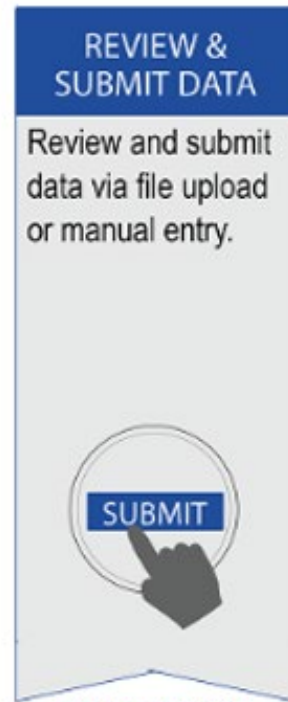 REVIEW &
SUBMIT DATA
Review and submit
data via file upload
or manual entry.
SUBMIT